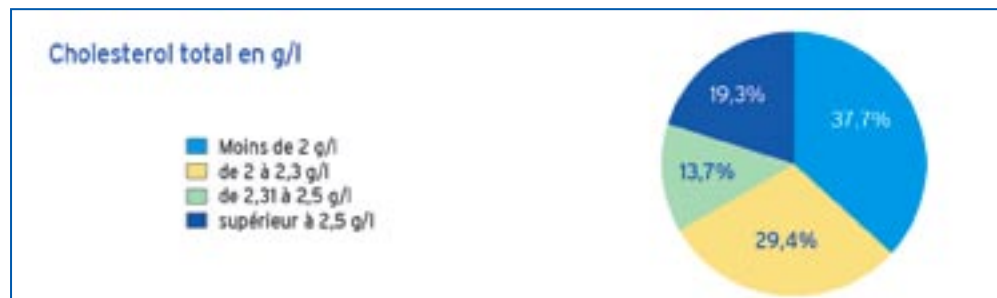 Cholesterol total en g/l
Moins de 2 g/l
de 2 à 2,3 g/l
de 2,31 à 2,5 g/l
supérieur à 2,5 g/l
19,3%
37,7%
13,7%
29,4%